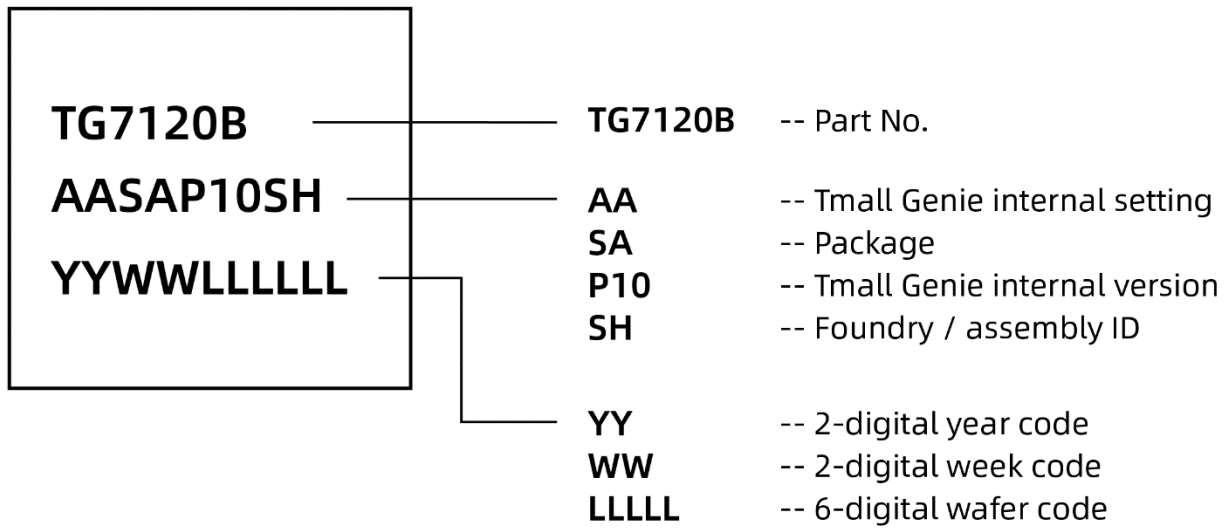 TG7120B
AASAP10SH
YYWWLLLLLL
TG7120B -- Part No.
AA -- Tmall Genie internal setting
SA -- Package
P10 -- Tmall Genie internal version
SH -- Foundry / assembly ID
YY -- 2-digital year code
WW -- 2-digital week code
LLLLL -- 6-digital wafer code